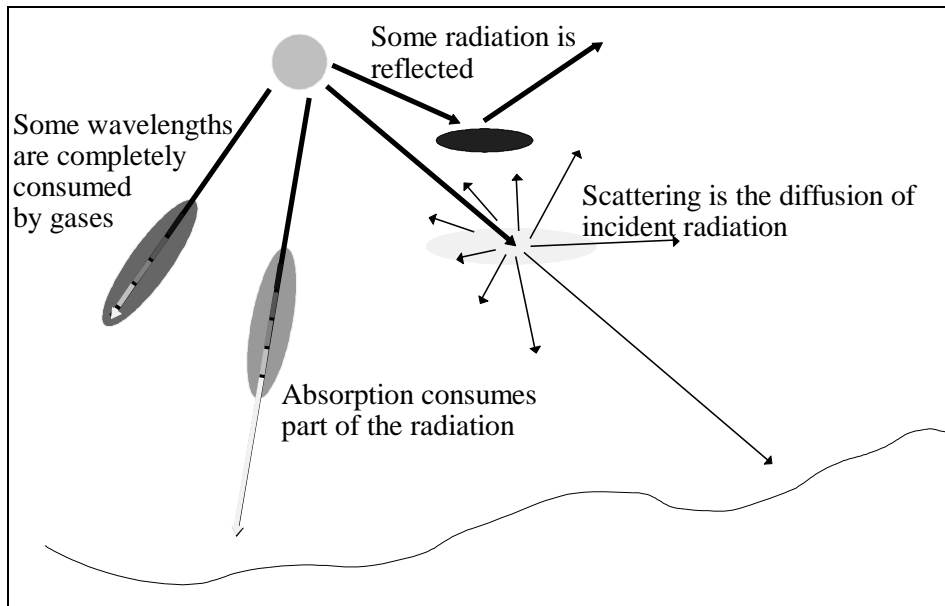 Some radiation is
reflected
Some wavelengths
are completely
consumed
by gases
Scattering is the diffusion of
incident radiation
Absorption consumes
part of the radiation